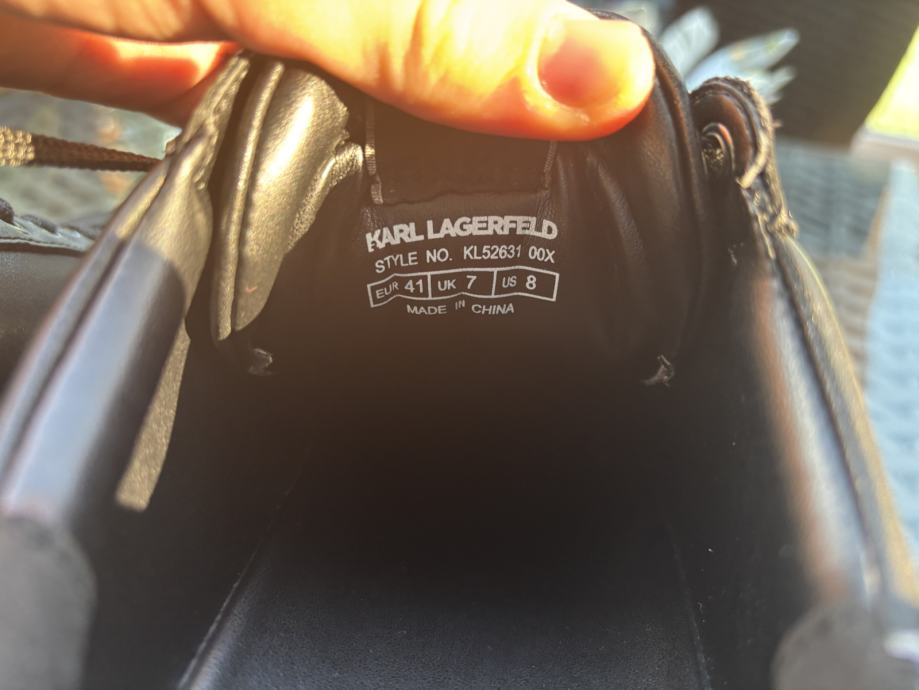 KARL LAGERFELD
STYLE NO. KL52631 00X
EUR 41 UK 7 US 8
MADE IN CHINA